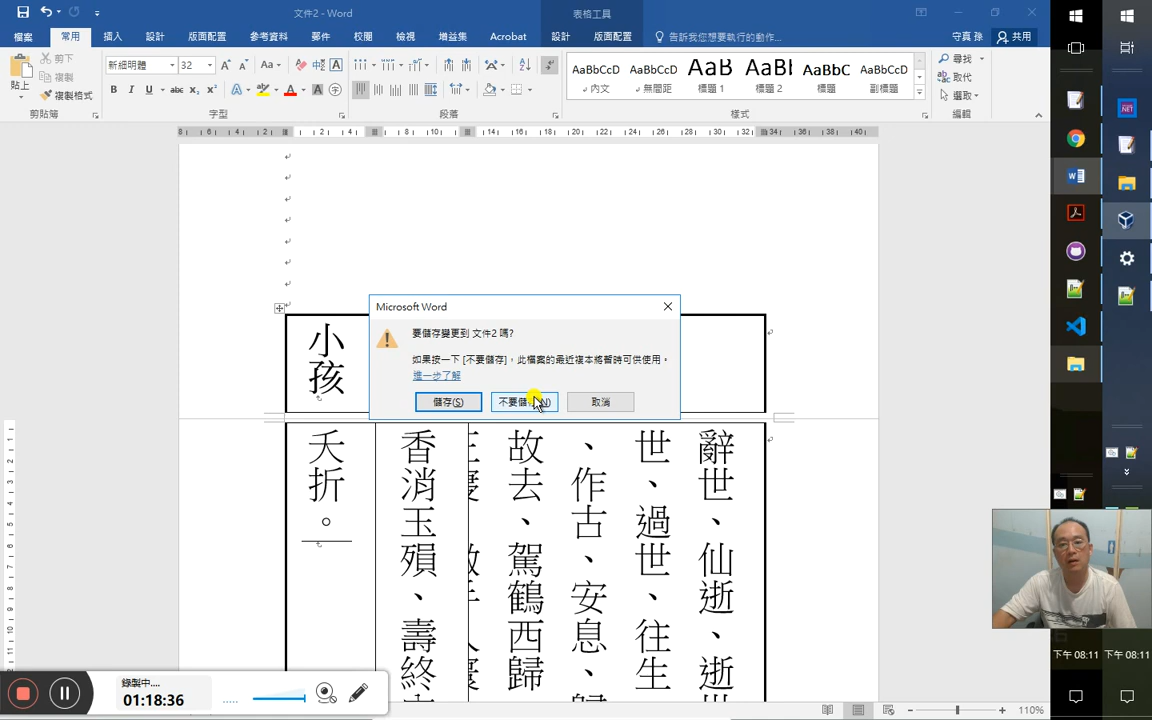 文件2 - Word
表格工具
檔案
常用
插入
設計
版面配置
參考資料
郵件
校閱
檢視
增益集
Acrobat
設計
版面配置
告訴我您想要執行的動作...
守真 孫
共用
貼上
剪下
複製
複製格式
新細明體
32
AaBbCcD
AaBbCcD
AaB
AaBl
AaBbC
AaBbCcD
內文
無間距
標題 1
標題 2
標題
副標題
尋找
取代
選取
剪貼簿
字型
段落
樣式
編輯
Microsoft Word
要儲存變更到 文件2 嗎?
如果按一下 [不要儲存],此檔案的最近複本將暫時可供使用。
進一步了解
儲存(S)
取消
辭世、仙逝、逝世
世、過世、往生
、作古、安息、
故去、駕鶴西歸
香消玉殞、壽終
小孩
夭折。
錄製中....
01:18:36
110%
下午 08:11
下午 08:11